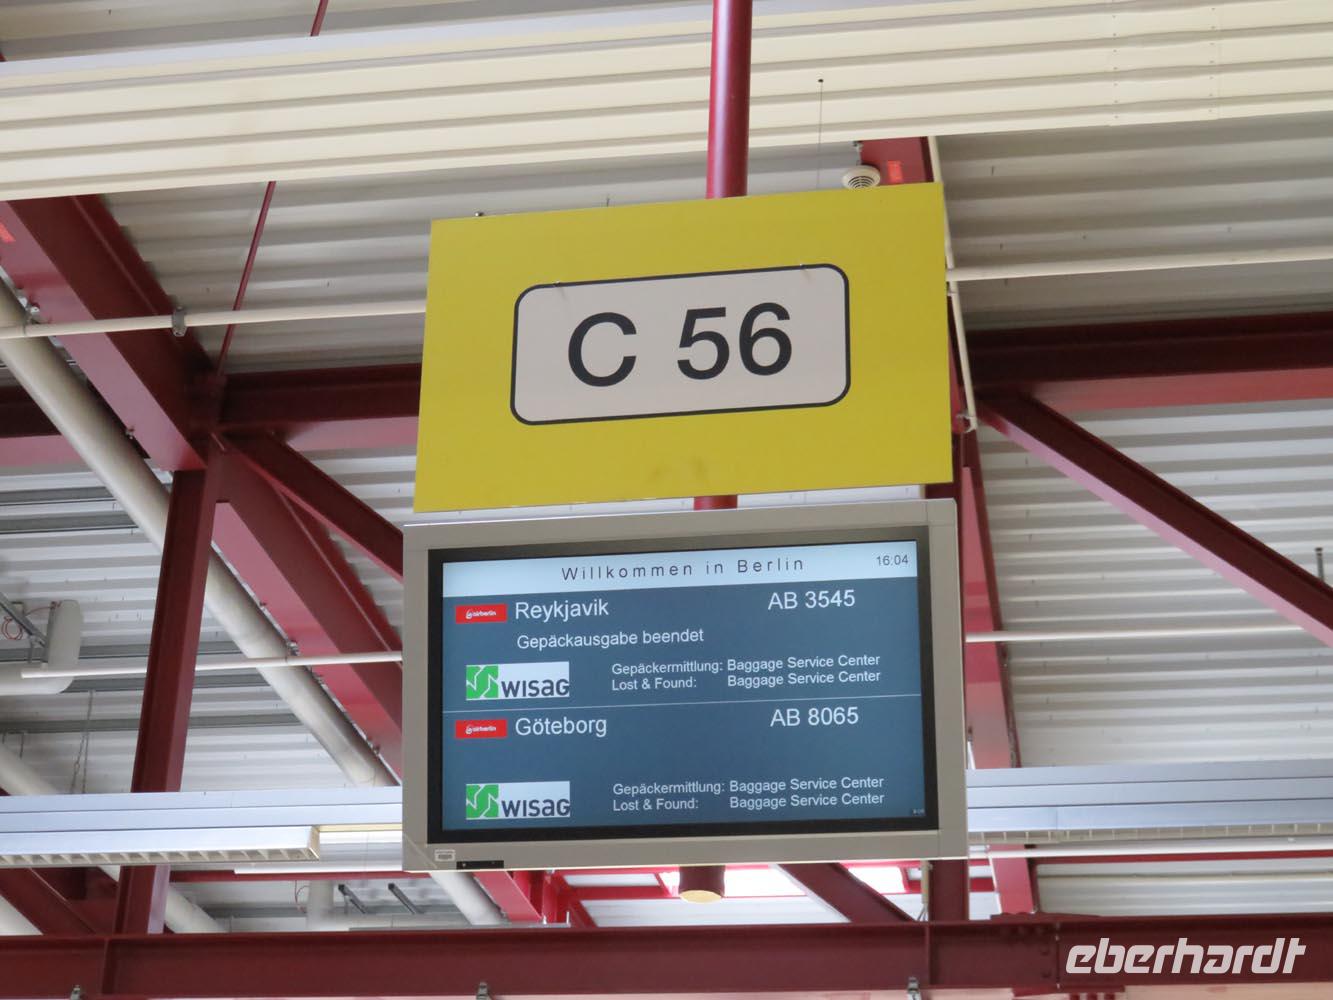 C 56
Willkommen in Berlin 16:04
airberlin Reykjavik AB 3545
Gepäckausgabe beendet
WISAG Gepäckermittlung: Baggage Service Center
Lost & Found: Baggage Service Center
airberlin Göteborg AB 8065
WISAG Gepäckermittlung: Baggage Service Center
Lost & Found: Baggage Service Center
eberhardt